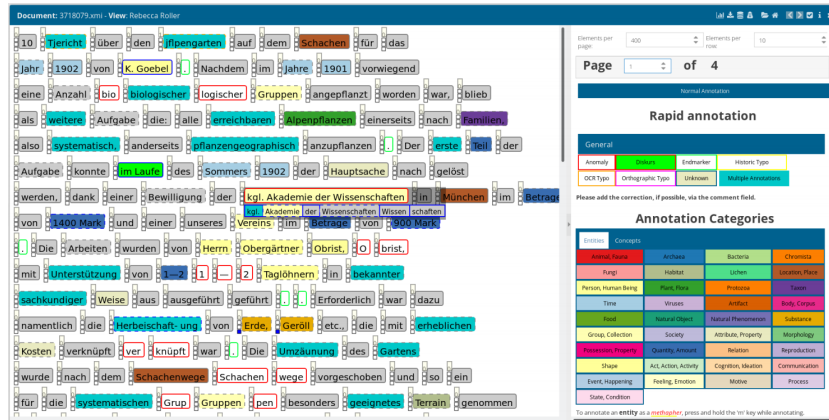 Document: 3718079.xmi - View: Rebecca Roller
10 Tjericht über den jflpengarten auf dem Schachen für das
Jahr 1902 von K. Goebel . Nachdem im Jahre 1901 vorwiegend
eine Anzahl bio biologischer logischer Gruppen angepflanzt worden war, blieb
als weitere Aufgabe die: alle erreichbaren Alpenpflanzen einerseits nach Familien,
also systematisch, anderseits pflanzengeographisch anzupflanzen . Der erste Teil der
Aufgabe konnte im Laufe des Sommers 1902 der Hauptsache nach gelöst
werden, dank einer Bewilligung der kgl. Akademie der Wissenschaften in München im Betrage
kgl. Akademie der Wissenschaften Wissen schaften
von 1400 Mark und einer unseres Vereins im Betrage von 900 Mark
. Die Arbeiten wurden von Herrn Obergärtner Obrist, O brist,
mit Unterstützung von 1—2 1 — 2 Taglöhnern in bekannter
sachkundiger Weise aus ausgeführt geführt . . Erforderlich war dazu
namentlich die Herbeischaft- ung von Erde, Geröll etc., die mit erheblichen
Kosten verknüpft ver knüpft war . Die Umzäunung des Gartens
wurde nach dem Schachenwege Schachen wege vorgeschoben und so ein
für die systematischen Grup Gruppen pen besonders geeignetes Terrain genommen
Elements per page: 400 Elements per row: 10
Page 1 of 4
Normal Annotation
Rapid annotation
General
Anomaly Diskurs Endmarker Historic Typo
OCR Typo Orthographic Typo Unknown Multiple Annotations
Please add the correction, if possible, via the comment field.
Annotation Categories
Entities Concepts
Animal, Fauna Archaea Bacteria Chromista
Fungi Habitat Lichen Location, Place
Person, Human Being Plant, Flora Protozoa Taxon
Time Viruses Artifact Body, Corpus
Food Natural Object Natural Phenomenon Substance
Group, Collection Society Attribute, Property Morphology
Possession, Property Quantity, Amount Relation Reproduction
Shape Act, Action, Activity Cognition, Ideation Communication
Event, Happening Feeling, Emotion Motive Process
State, Condition
To annotate an entity as a methapher, press and hold the 'm' key while annotating.